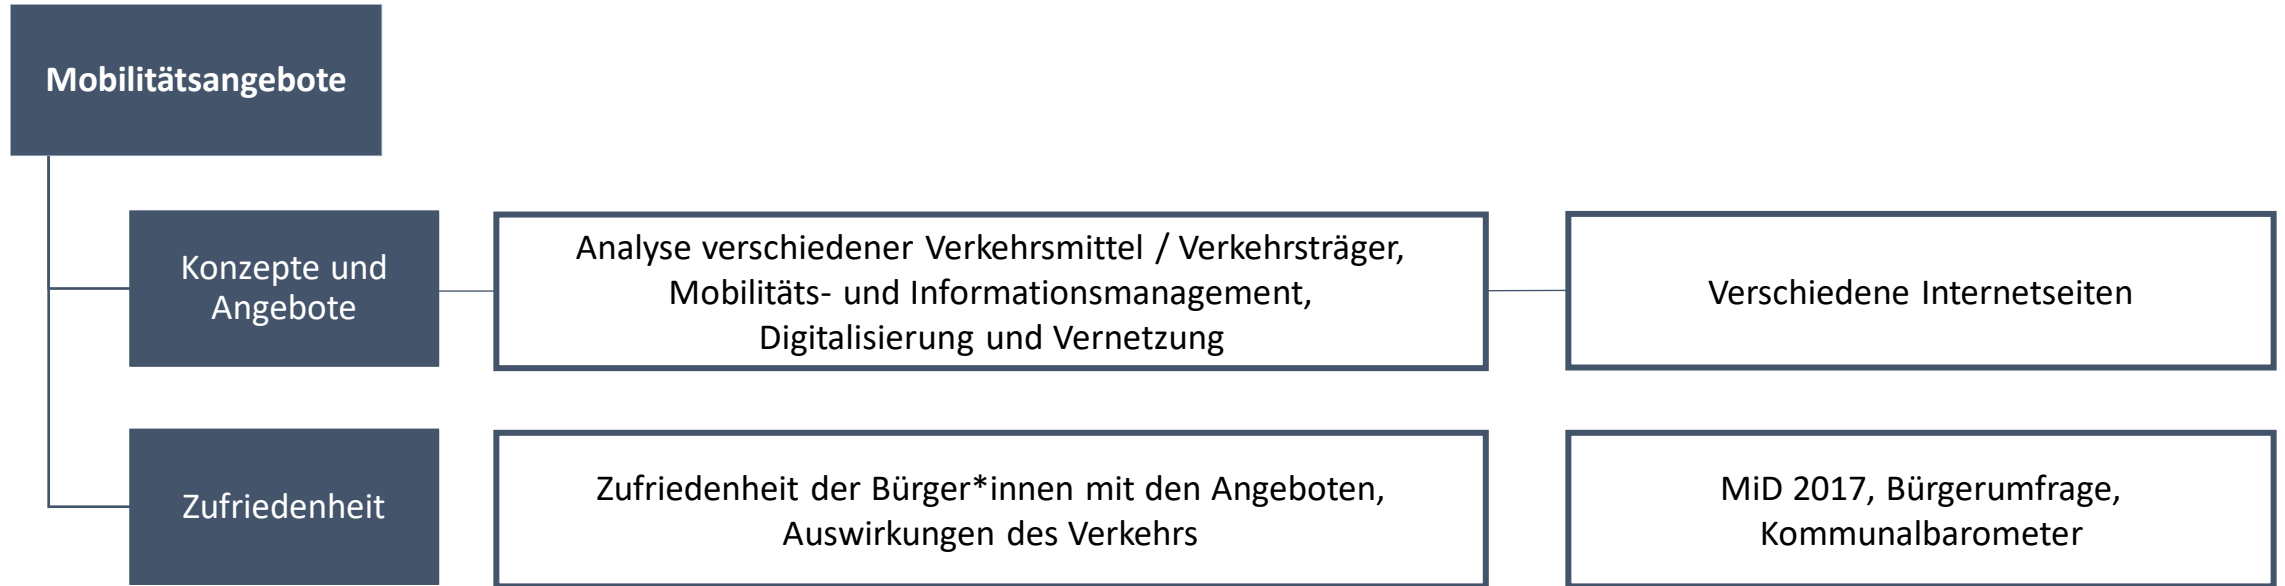 Mobilitätsangebote
Konzepte und
Angebote
Analyse verschiedener Verkehrsmittel / Verkehrsträger,
Mobilitäts- und Informationsmanagement,
Digitalisierung und Vernetzung
Verschiedene Internetseiten
Zufriedenheit
Zufriedenheit der Bürger*innen mit den Angeboten,
Auswirkungen des Verkehrs
MiD 2017, Bürgerumfrage,
Kommunalbarometer